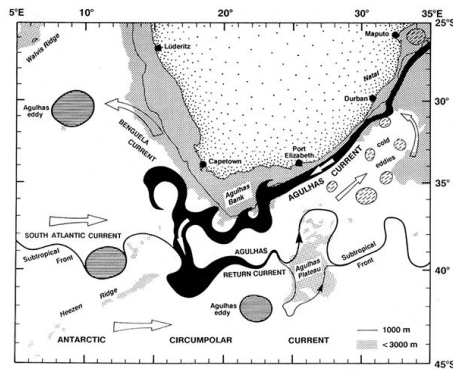 5°E
10°
15°
20°
25°
30°
35°E
25°S
30°
35°
40°
45°S
Walvis Ridge
Lüderitz
Maputo
Natal
Durban
Agulhas
eddy
BENGUELA
CURRENT
Capetown
Port
Elizabeth
cold
eddies
AGULHAS CURRENT
Agulhas
Bank
SOUTH ATLANTIC CURRENT
Subtropical
Front
AGULHAS
RETURN CURRENT
Agulhas
Plateau
Subtropical
Front
Heezen
Ridge
Agulhas
eddy
ANTARCTIC CIRCUMPOLAR CURRENT
1000 m
< 3000 m